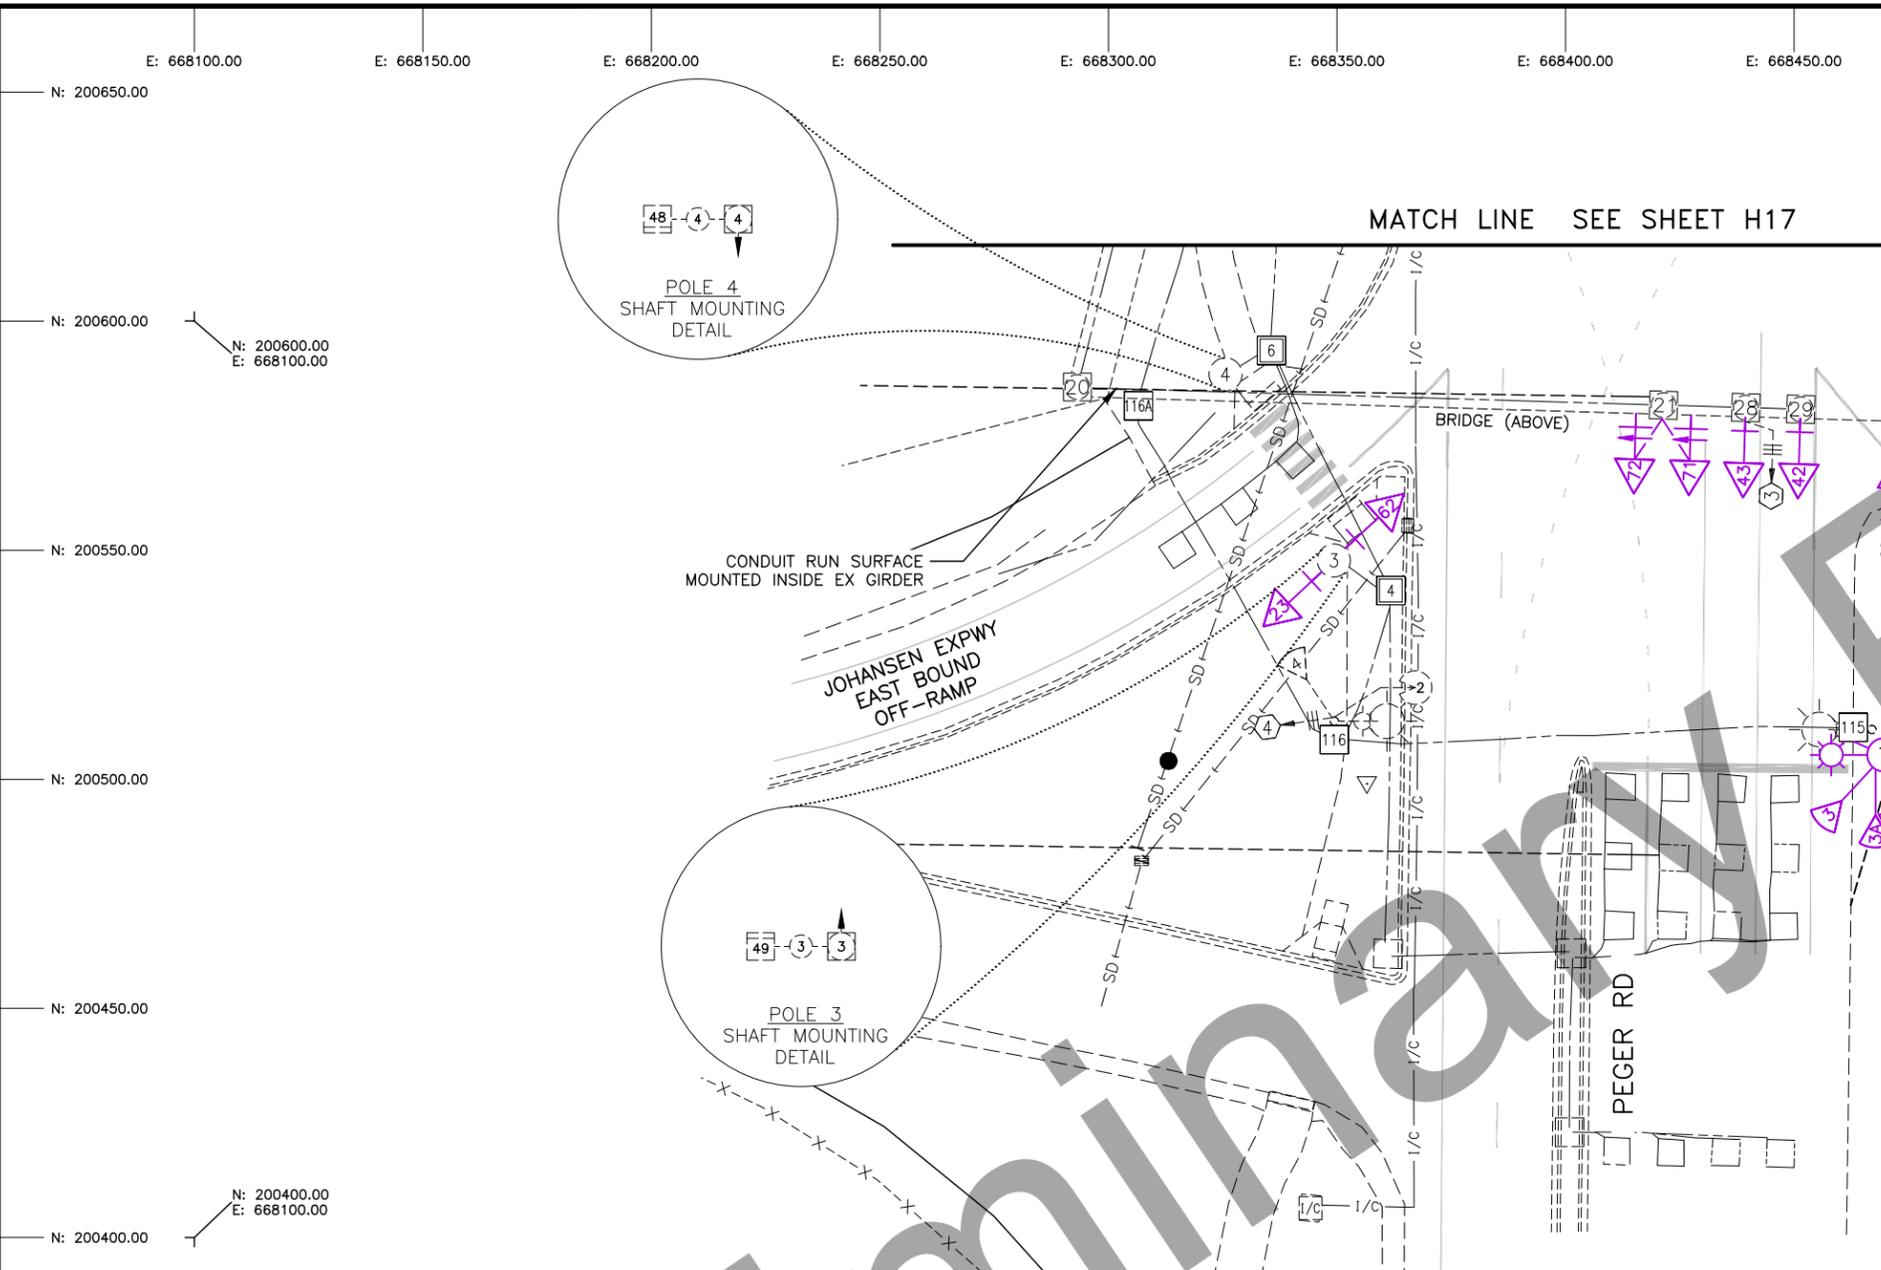 E: 668100.00
E: 668150.00
E: 668200.00
E: 668250.00
E: 668300.00
E: 668350.00
E: 668400.00
E: 668450.00
N: 200650.00
MATCH LINE SEE SHEET H17
48
4
4
POLE 4
SHAFT MOUNTING
DETAIL
N: 200600.00
N: 200600.00
E: 668100.00
I/C
SD
I/C
6
4
20
116A
21
28
29
BRIDGE (ABOVE)
SD
72
71
43
42
3
62
N: 200550.00
CONDUIT RUN SURFACE
MOUNTED INSIDE EX GIRDER
SD
I/C
3
4
23
SD
I/C
JOHANSEN EXPWY
EAST BOUND
OFF-RAMP
4
SD
2
SD
4
I/C
116
115
C
N: 200500.00
SD
SD
I/C
3
3A
I/C
49
3
3
SD
POLE 3
SHAFT MOUNTING
DETAIL
N: 200450.00
PEGER RD
I/C
I/C
N: 200400.00
E: 668100.00
I/C
I/C
N: 200400.00
minary